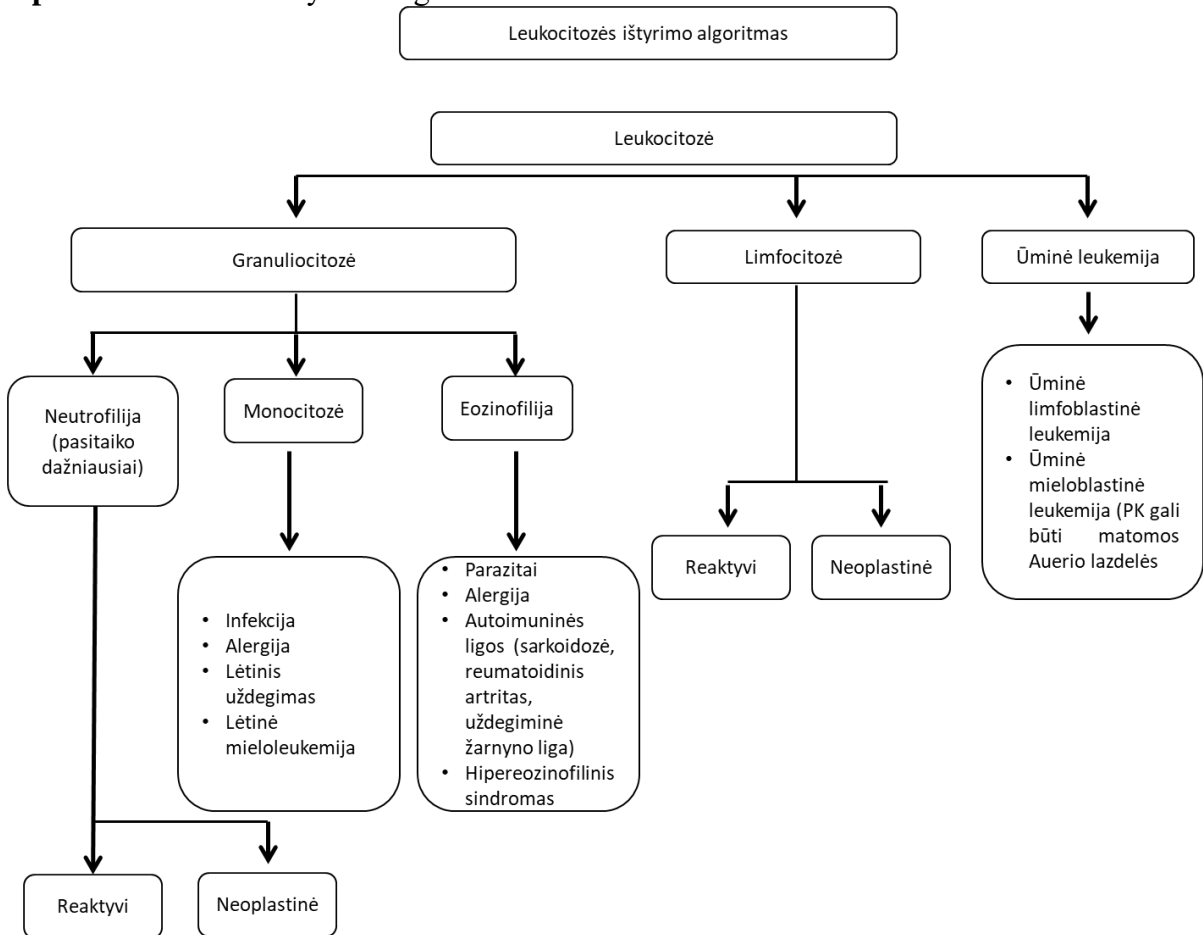 Leukocitozės ištyrimo algoritmas
Leukocitozė
Granuliocitozė
Limfocitozė
Ūminė leukemija
Neutrofilija
(pasitaiko
dažniausiai)
Monocitozė
Eozinofilija
• Infekcija
• Alergija
• Lėtinis
uždegimas
• Lėtinė
mieloleukemija
• Parazitai
• Alergija
• Autoimuninės
ligos (sarkoidozė,
reumatoidinis
artritas,
uždegiminė
žarnyno liga)
• Hipereozinofilinis
sindromas
Reaktyvi
Neoplastinė
• Ūminė
limfoblastinė
leukemija
• Ūminė
mieloblastinė
leukemija (PK gali
būti matomos
Auerio lazdelės
Reaktyvi
Neoplastinė